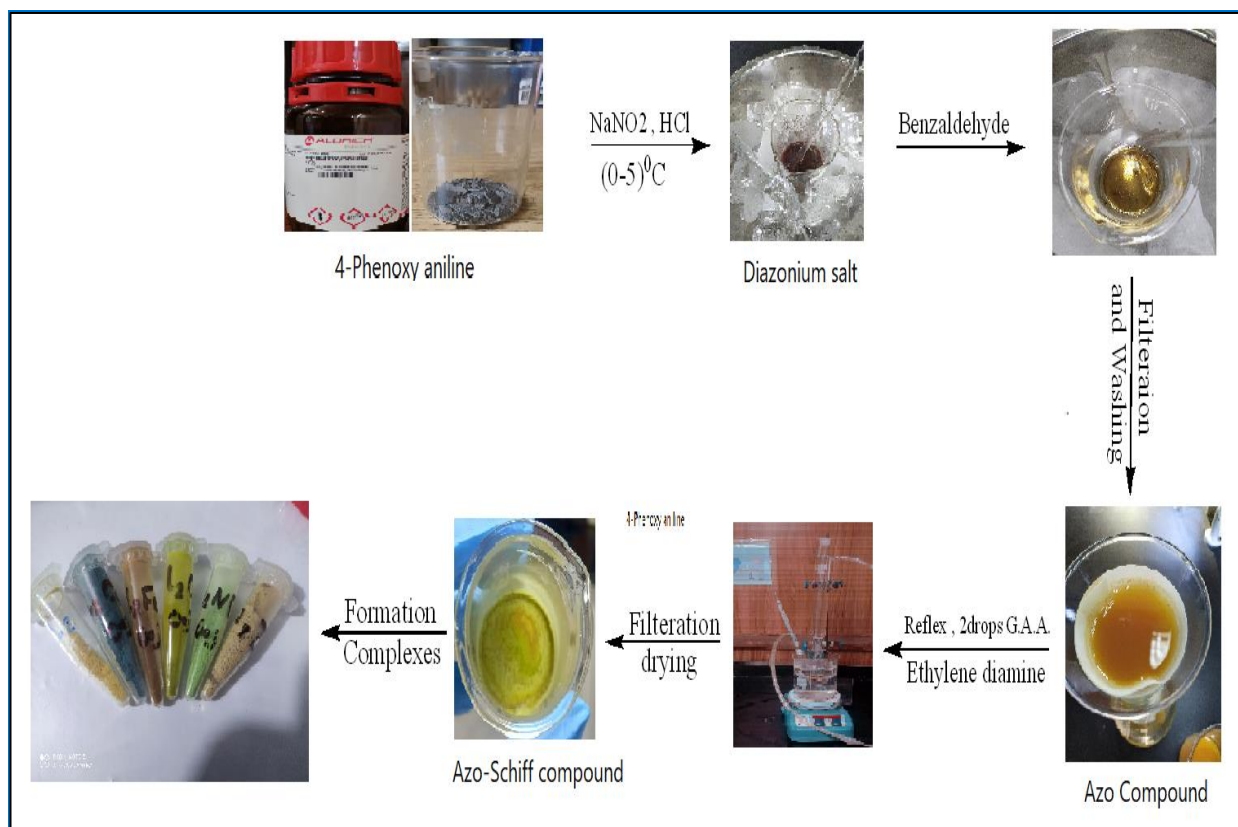 ALDRICH
4-Phenoxy aniline
NaNO2 , HCl
(0-5)⁰C
Diazonium salt
Benzaldehyde
Filteraion
and Washing
Azo Compound
Reflex , 2drops G.A.A.
Ethylene diamine
4-Phenoxy aniline
Filteration
drying
Azo-Schiff compound
Formation
Complexes